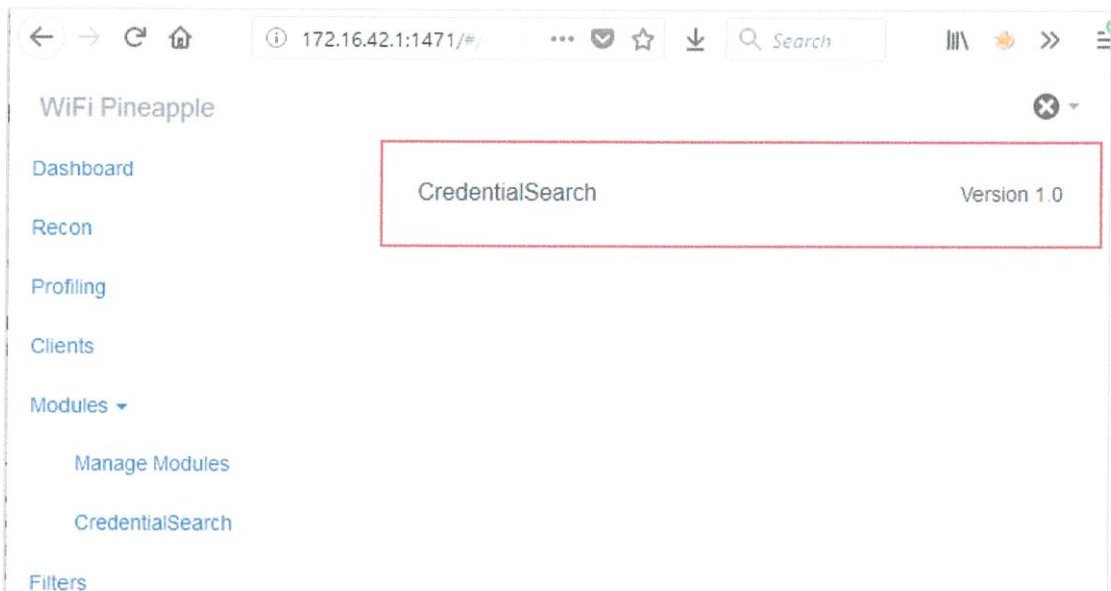 172.16.42.1:1471/#/
Search
WiFi Pineapple
Dashboard
CredentialSearch
Version 1.0
Recon
Profiling
Clients
Modules
Manage Modules
CredentialSearch
Filters